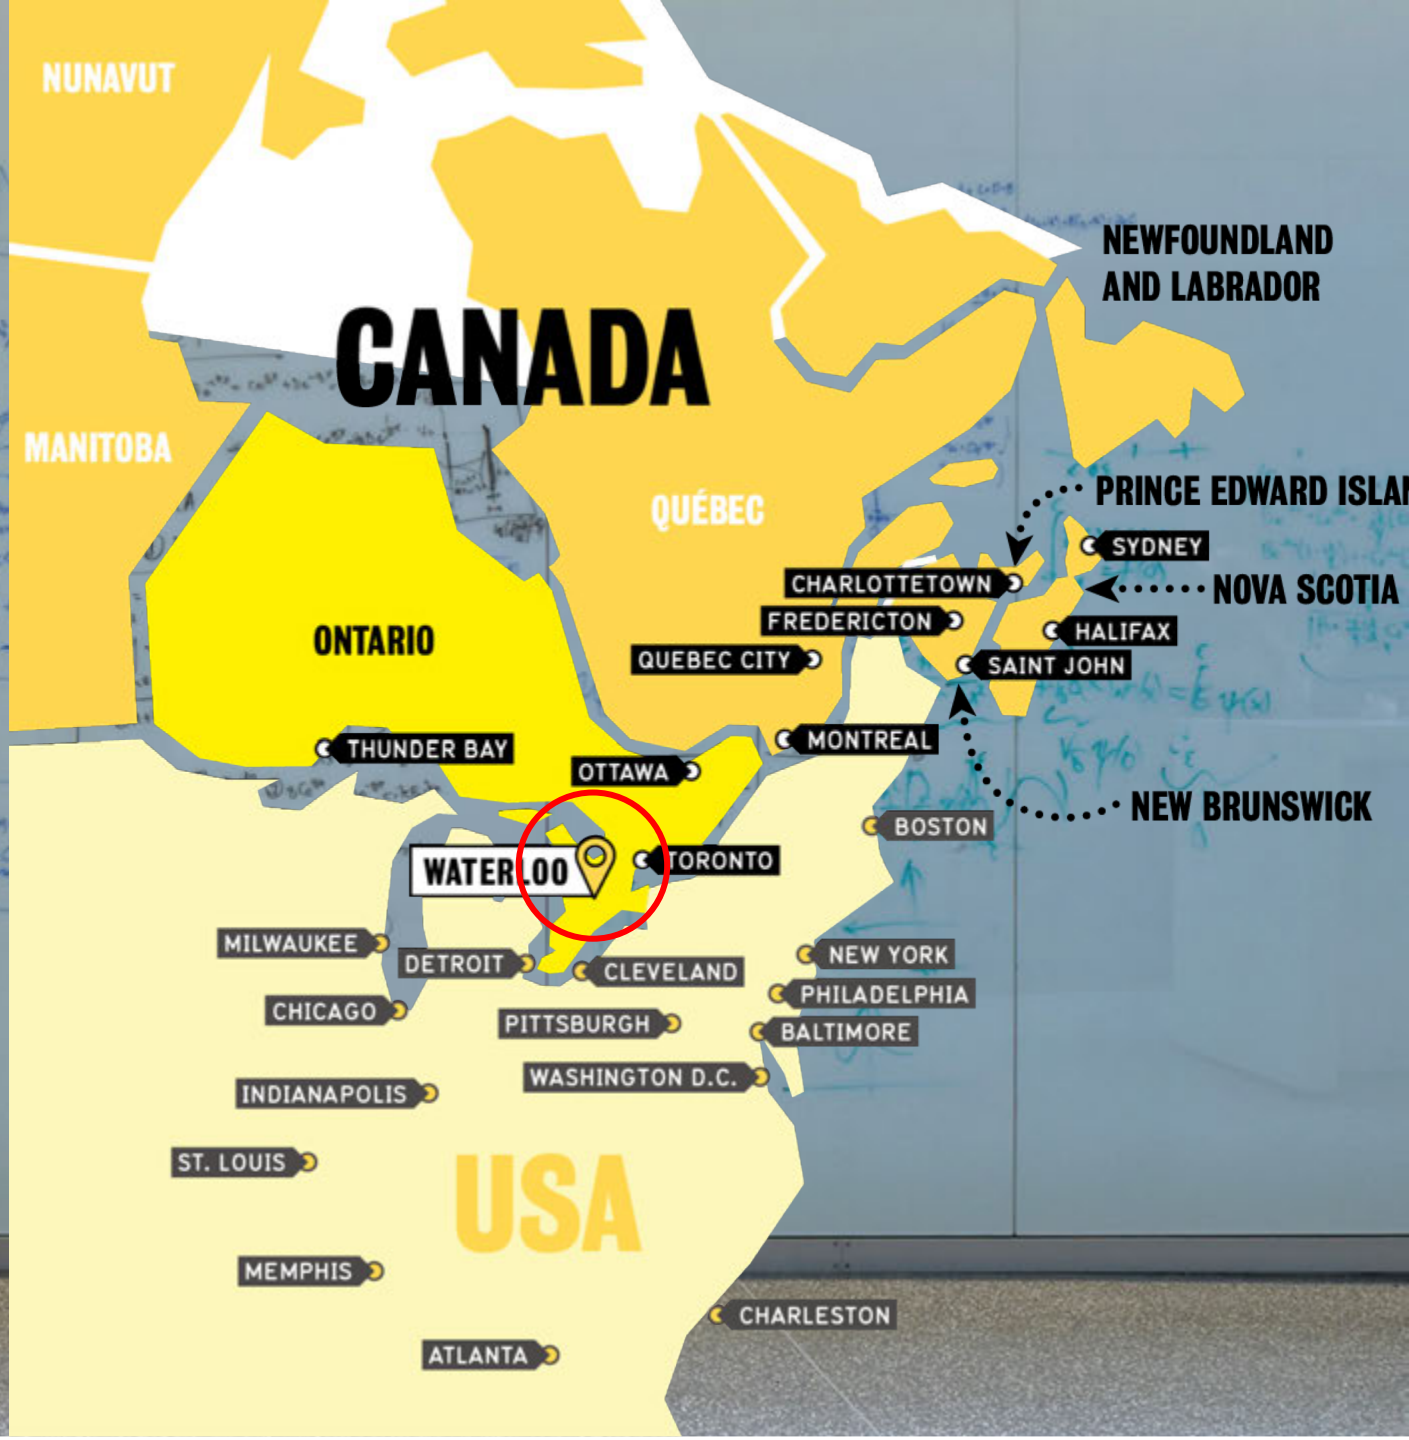 NUNAVUT
NEWFOUNDLAND
AND LABRADOR
CANADA
MANITOBA
QUÉBEC
PRINCE EDWARD
SYDNEY
CHARLOTTETOWN
NOVA SCOTIA
FREDERICTON
HALIFAX
ONTARIO
QUEBEC CITY
SAINT JOHN
MONTREAL
THUNDER BAY
OTTAWA
NEW BRUNSWICK
BOSTON
TORONTO
WATERLOO
MILWAUKEE
NEW YORK
DETROIT
CLEVELAND
PHILADELPHIA
CHICAGO
PITTSBURGH
BALTIMORE
WASHINGTON D.C.
INDIANAPOLIS
ST. LOUIS
USA
MEMPHIS
CHARLESTON
ATLANTA